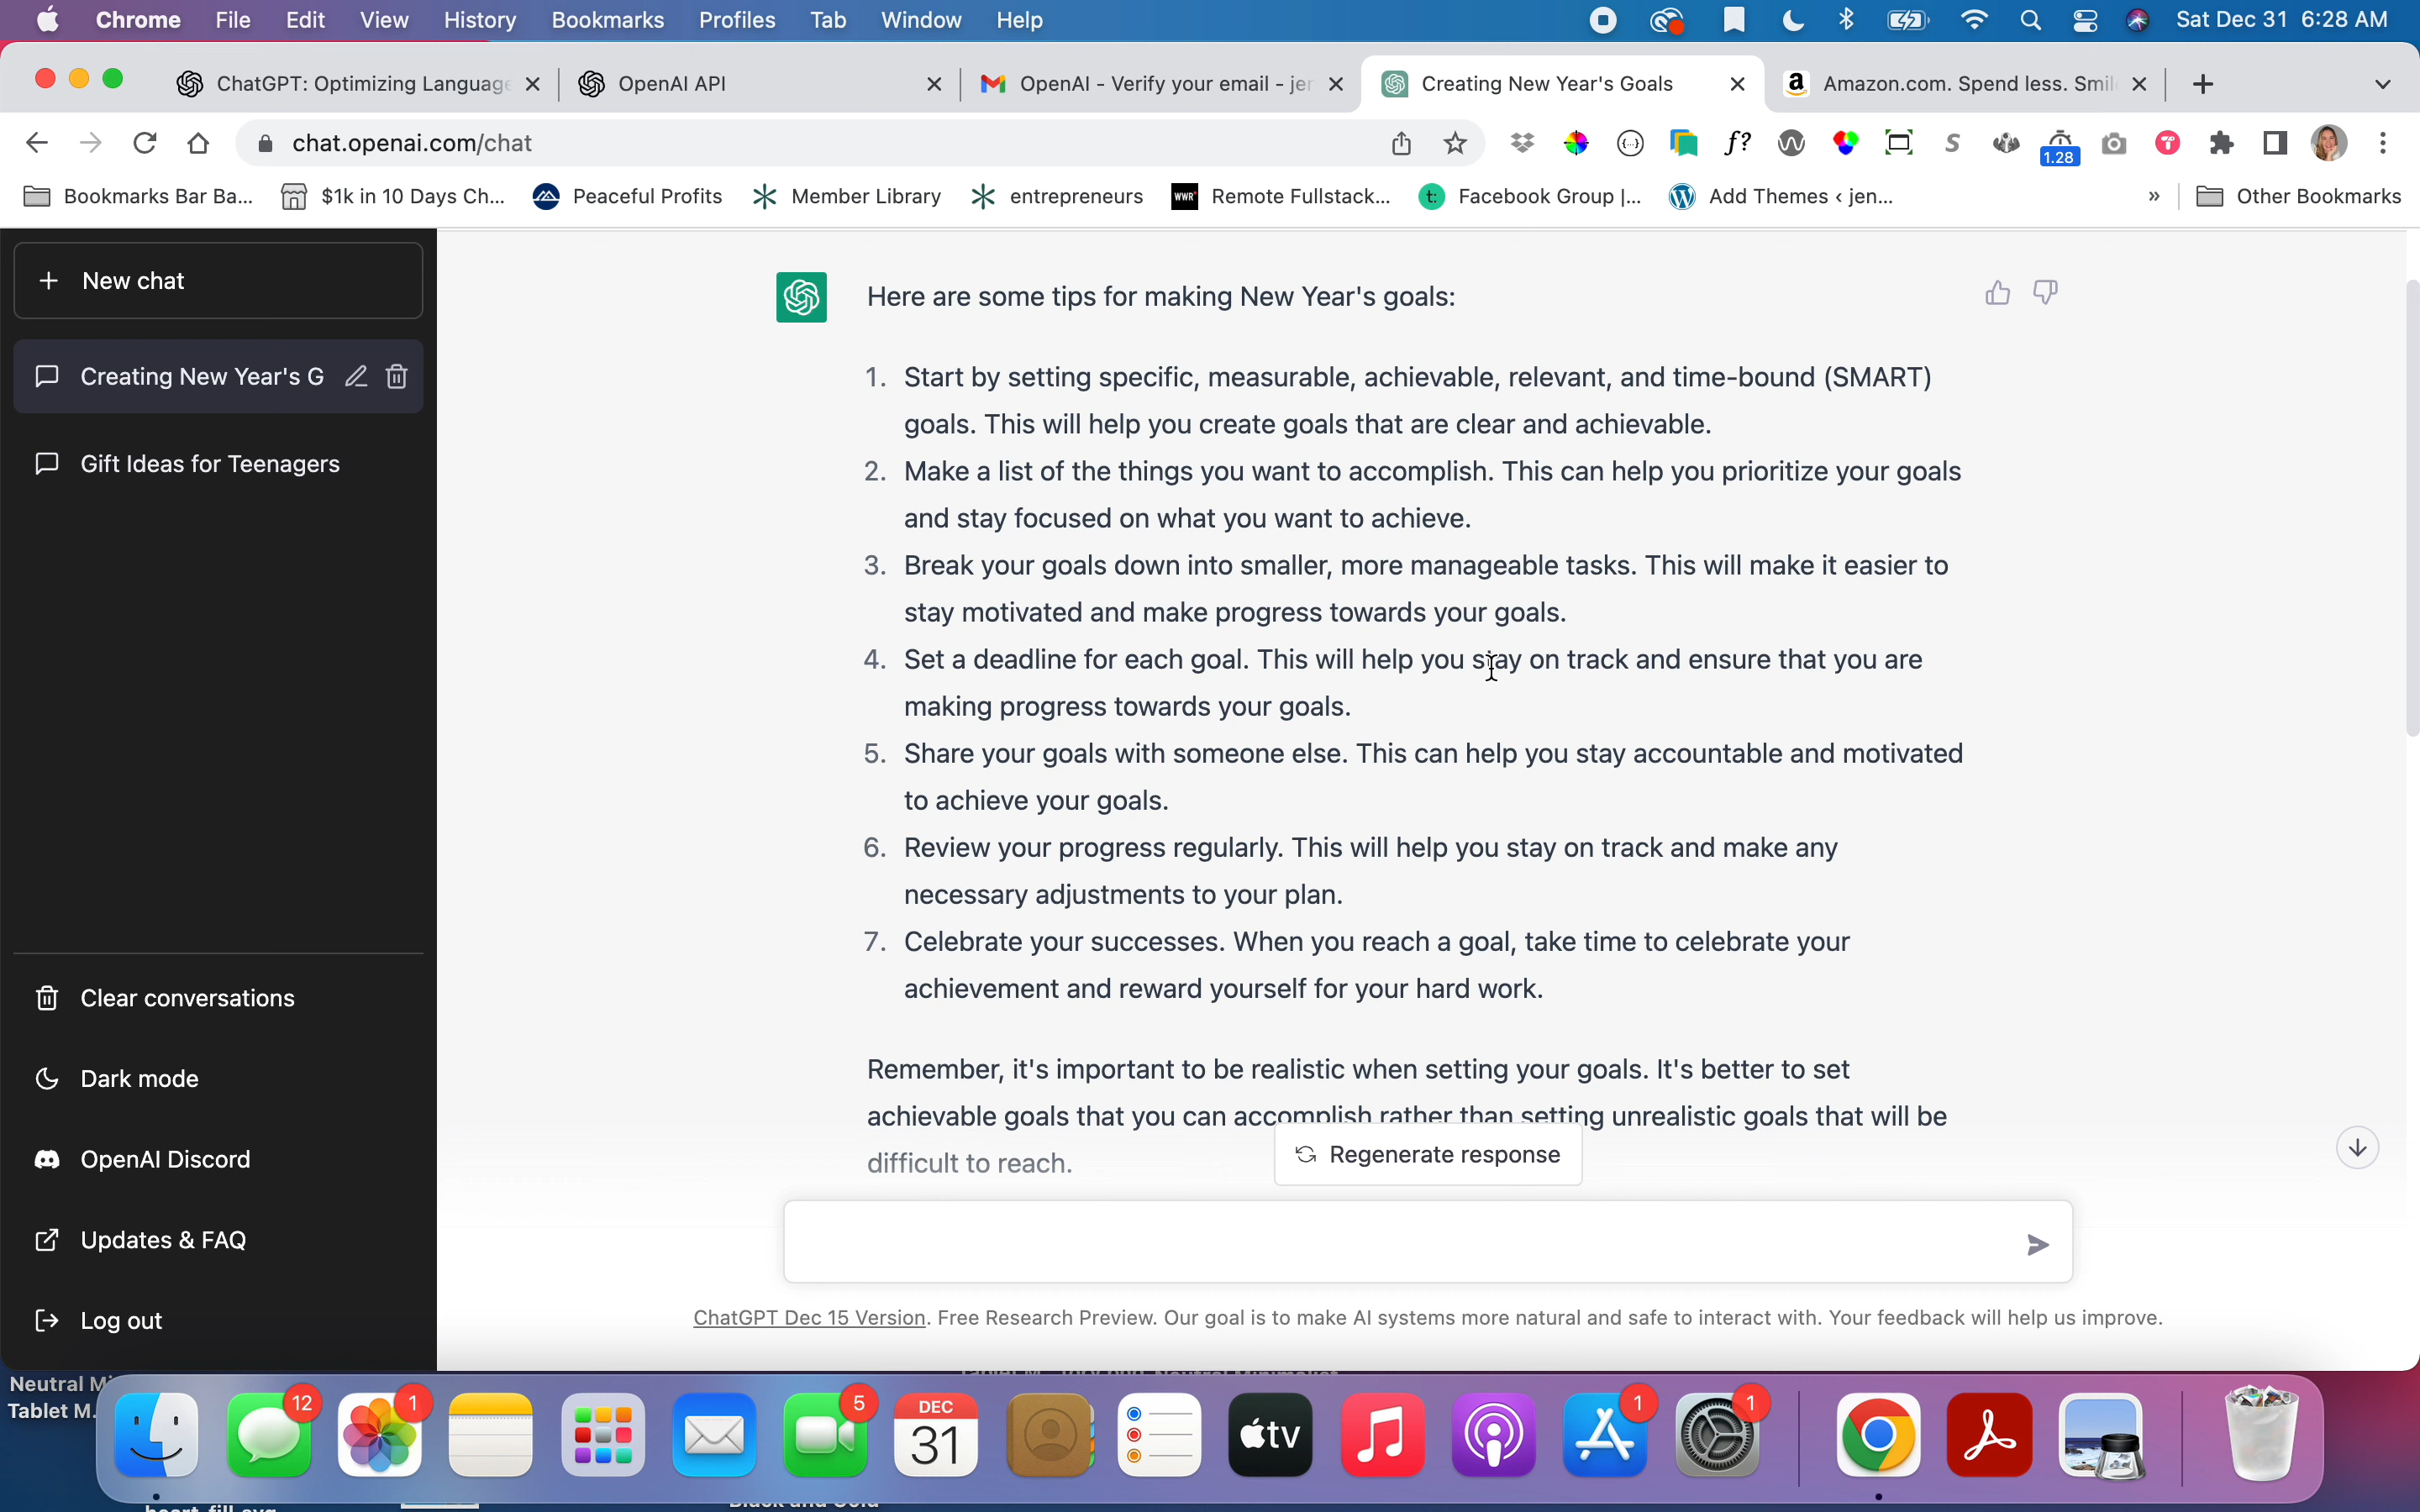 Chrome File Edit View History Bookmarks Profiles Tab Window Help Sat Dec 31 6:28 AM
ChatGPT: Optimizing Language OpenAI API OpenAI - Verify your email - jer Creating New Year's Goals Amazon.com. Spend less. Smil
chat.openai.com/chat f? S 1.28
Bookmarks Bar Ba... $1k in 10 Days Ch... Peaceful Profits Member Library entrepreneurs WWR Remote Fullstack... t: Facebook Group |... Add Themes ‹ jen... » Other Bookmarks
New chat
Creating New Year's G
Gift Ideas for Teenagers
Clear conversations
Dark mode
OpenAI Discord
Updates & FAQ
Log out
Here are some tips for making New Year's goals:
1. Start by setting specific, measurable, achievable, relevant, and time-bound (SMART)
goals. This will help you create goals that are clear and achievable.
2. Make a list of the things you want to accomplish. This can help you prioritize your goals
and stay focused on what you want to achieve.
3. Break your goals down into smaller, more manageable tasks. This will make it easier to
stay motivated and make progress towards your goals.
4. Set a deadline for each goal. This will help you stay on track and ensure that you are
making progress towards your goals.
5. Share your goals with someone else. This can help you stay accountable and motivated
to achieve your goals.
6. Review your progress regularly. This will help you stay on track and make any
necessary adjustments to your plan.
7. Celebrate your successes. When you reach a goal, take time to celebrate your
achievement and reward yourself for your hard work.
Remember, it's important to be realistic when setting your goals. It's better to set
achievable goals that you can accomplish rather than setting unrealistic goals that will be
difficult to reach.
Regenerate response
ChatGPT Dec 15 Version. Free Research Preview. Our goal is to make AI systems more natural and safe to interact with. Your feedback will help us improve.
Neutral M
Tablet M.
12 1 5 DEC 31 tv 1 1
heart-fill.svg
Black and Gold